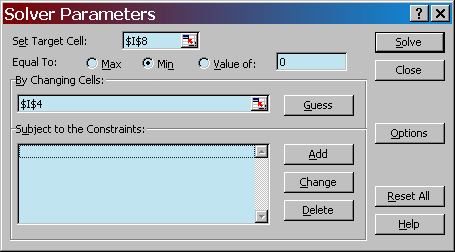 Solver Parameters
Set Target Cell: $I$8
Solve
Equal To: Max Min Value of: 0
Close
By Changing Cells:
$I$4
Guess
Subject to the Constraints:
Options
Add
Change
Reset All
Delete
Help